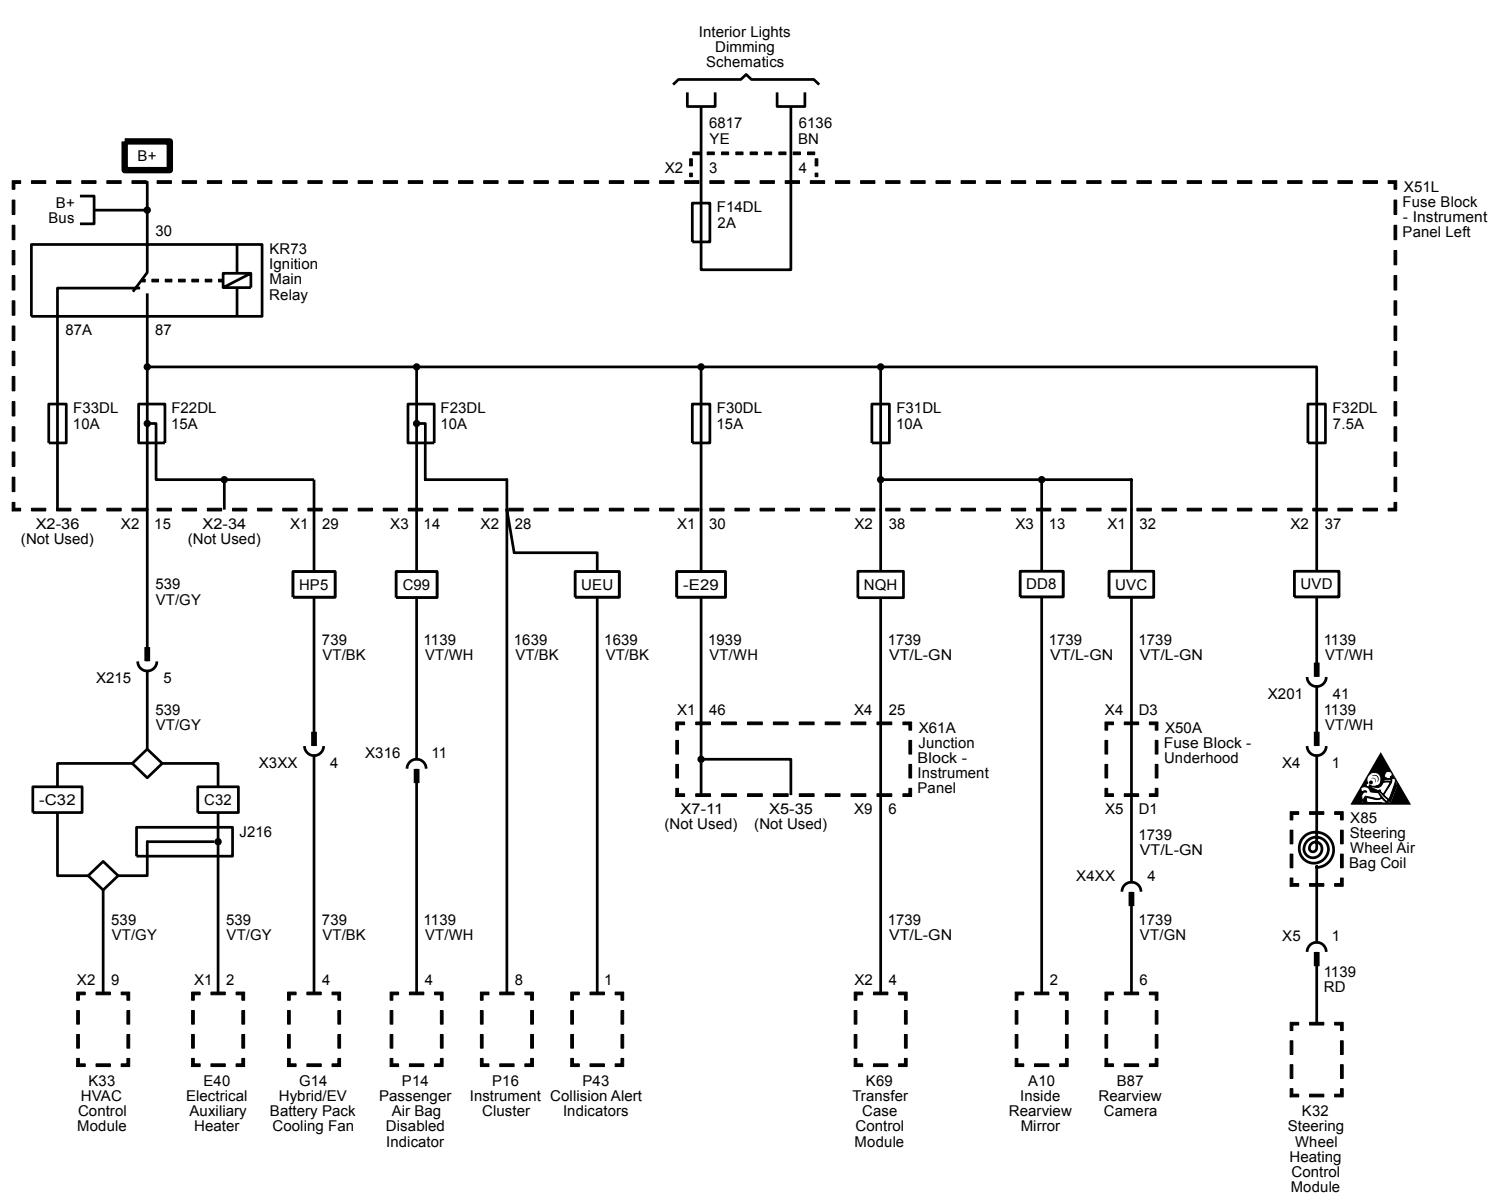 Interior Lights
Dimming
Schematics
6817
YE
6136
BN
X2
3
4
B+
B+
Bus
30
F14DL
2A
X51L
Fuse Block
- Instrument
Panel Left
KR73
Ignition
Main
Relay
87A
87
F33DL
10A
F22DL
15A
F23DL
10A
F30DL
15A
F31DL
10A
F32DL
7.5A
X2-36
(Not Used)
X2
15
X2-34
(Not Used)
X1
29
X3
14
X2
28
X1
30
X2
38
X3
13
X1
32
X2
37
HP5
C99
UEU
-E29
NQH
DD8
UVC
UVD
539
VT/GY
739
VT/BK
1139
VT/WH
1639
VT/BK
1639
VT/BK
1939
VT/WH
1739
VT/L-GN
1739
VT/L-GN
1739
VT/L-GN
1139
VT/WH
X215
5
X201
41
539
VT/GY
1139
VT/WH
X1
46
X4
25
X61A
Junction
Block -
Instrument
Panel
X4
D3
X50A
Fuse Block -
Underhood
X3XX
4
X316
11
X4
1
-C32
C32
J216
X7-11
(Not Used)
X5-35
(Not Used)
X9
6
X5
D1
X85
Steering
Wheel Air
Bag Coil
1739
VT/L-GN
X4XX
4
539
VT/GY
539
VT/GY
739
VT/BK
1139
VT/WH
1739
VT/L-GN
1739
VT/GN
X5
1
1139
RD
X2
9
X1
2
4
4
8
1
X2
4
2
6
K33
HVAC
Control
Module
E40
Electrical
Auxiliary
Heater
G14
Hybrid/EV
Battery Pack
Cooling Fan
P14
Passenger
Air Bag
Disabled
Indicator
P16
Instrument
Cluster
P43
Collision Alert
Indicators
K69
Transfer
Case
Control
Module
A10
Inside
Rearview
Mirror
B87
Rearview
Camera
K32
Steering
Wheel
Heating
Control
Module